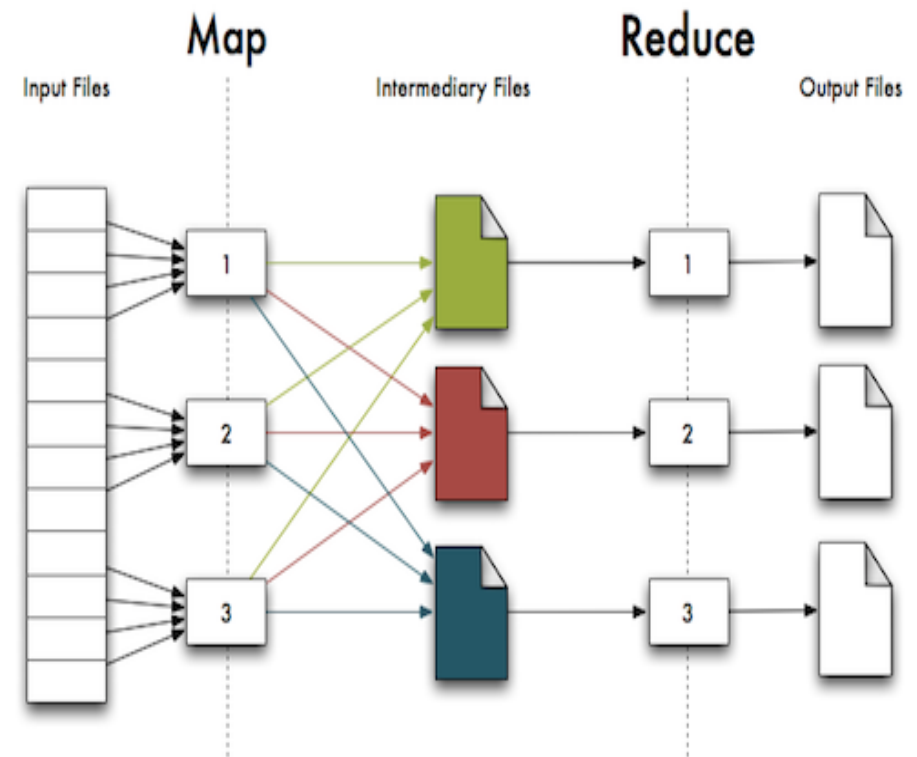 Map
Reduce
Input Files
Intermediary Files
Output Files
1
1
2
2
3
3